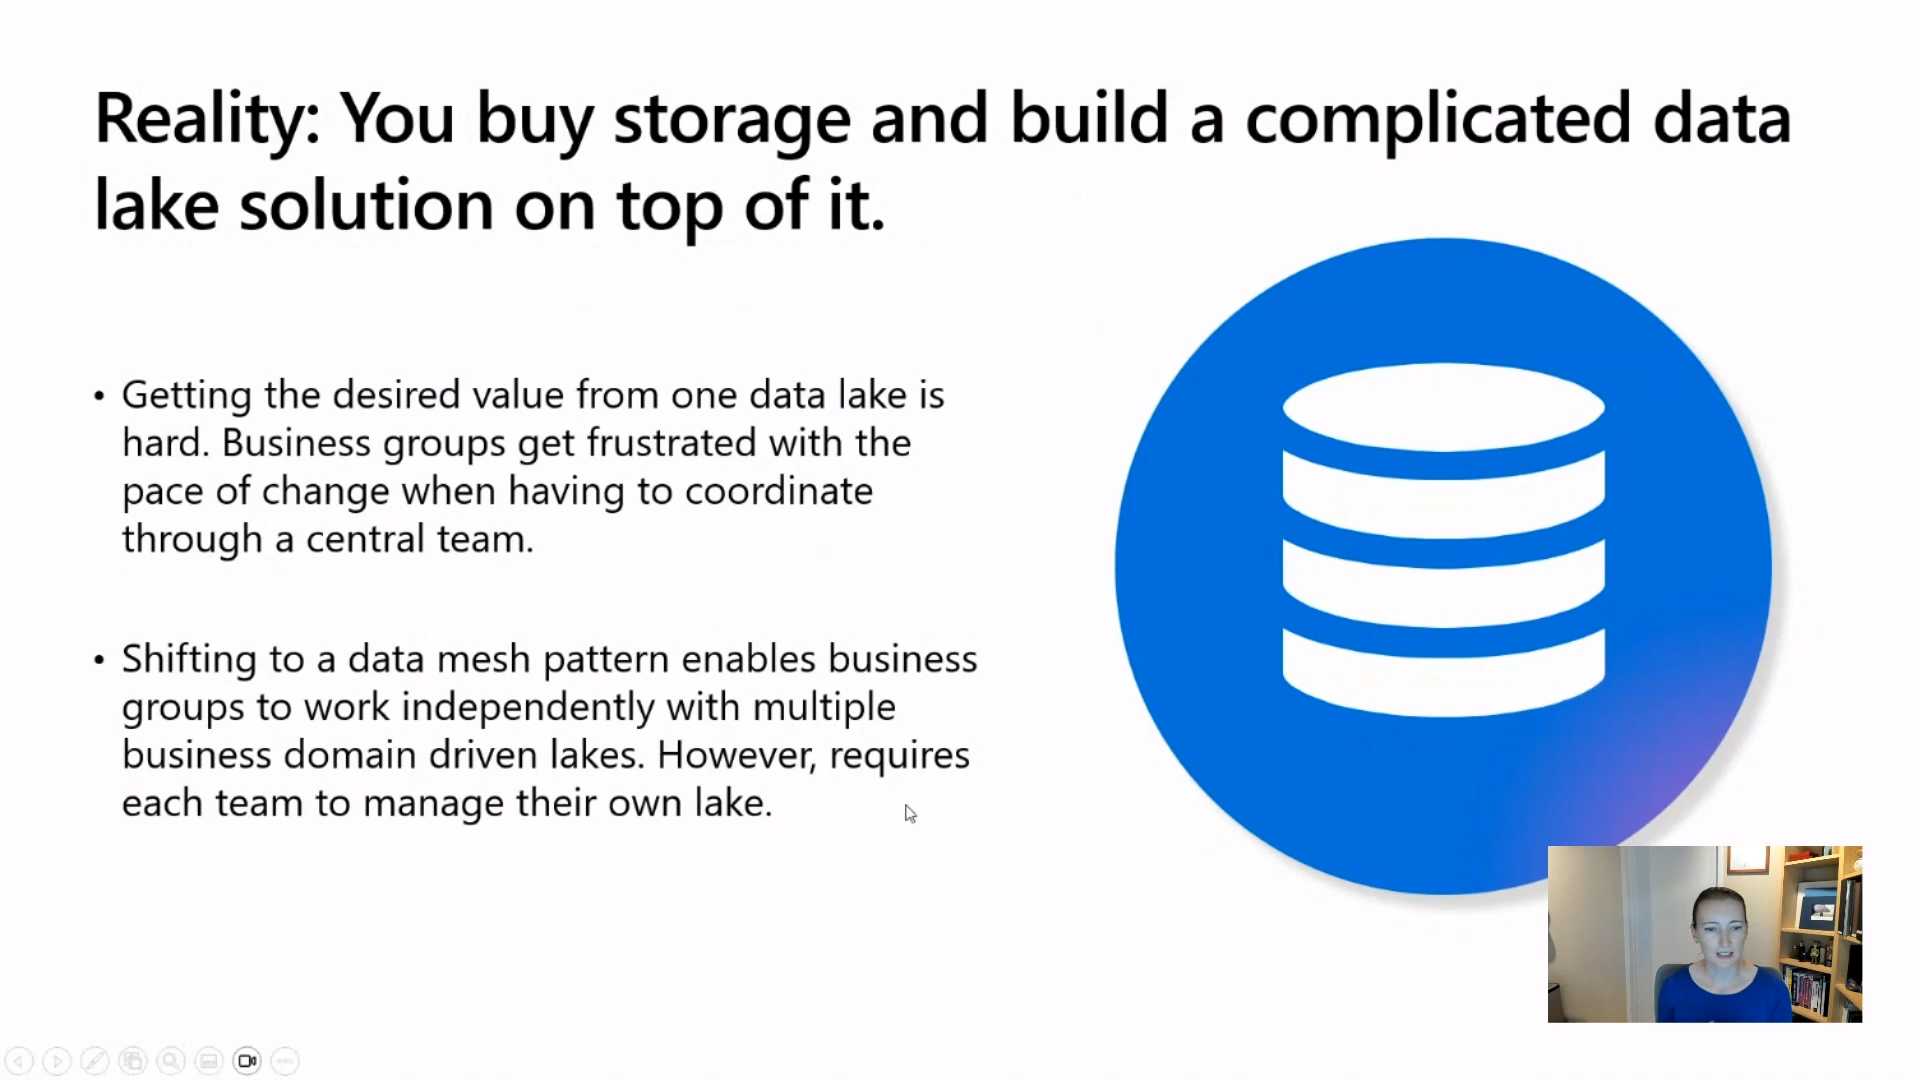 Reality: You buy storage and build a complicated data
lake solution on top of it.
• Getting the desired value from one data lake is
hard. Business groups get frustrated with the
pace of change when having to coordinate
through a central team.
• Shifting to a data mesh pattern enables business
groups to work independently with multiple
business domain driven lakes. However, requires
each team to manage their own lake.